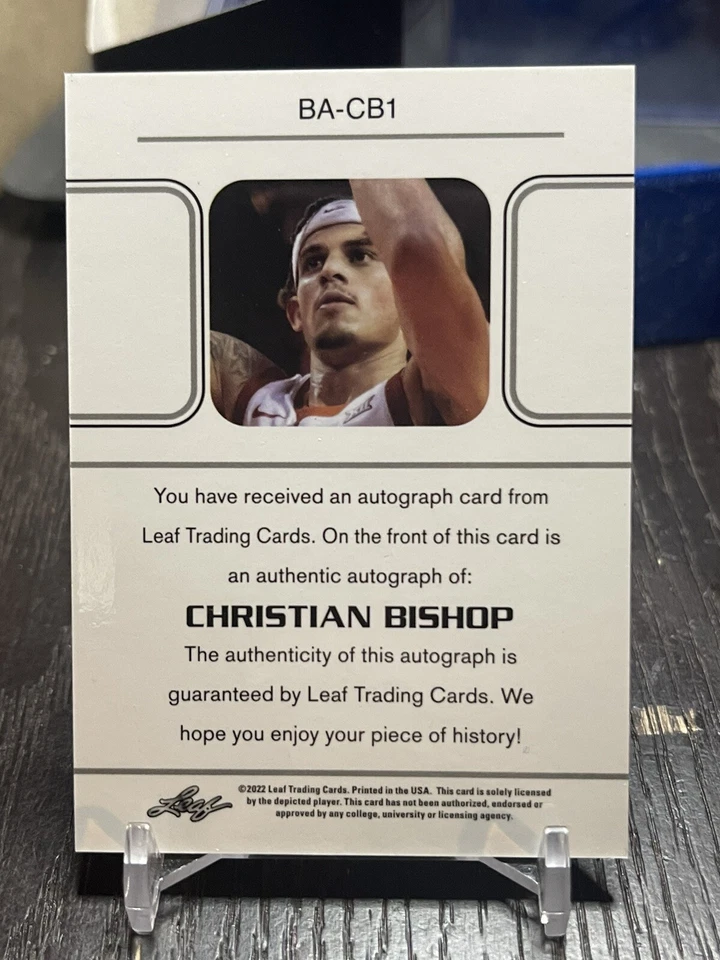 BA-CB1
XII
You have received an autograph card from
Leaf Trading Cards. On the front of this card is
an authentic autograph of:
CHRISTIAN BISHOP
The authenticity of this autograph is
guaranteed by Leaf Trading Cards. We
hope you enjoy your piece of history!
Leaf
©2022 Leaf Trading Cards. Printed in the USA. This card is solely licensed
by the depicted player. This card has not been authorized, endorsed or
approved by any college, university or licensing agency.